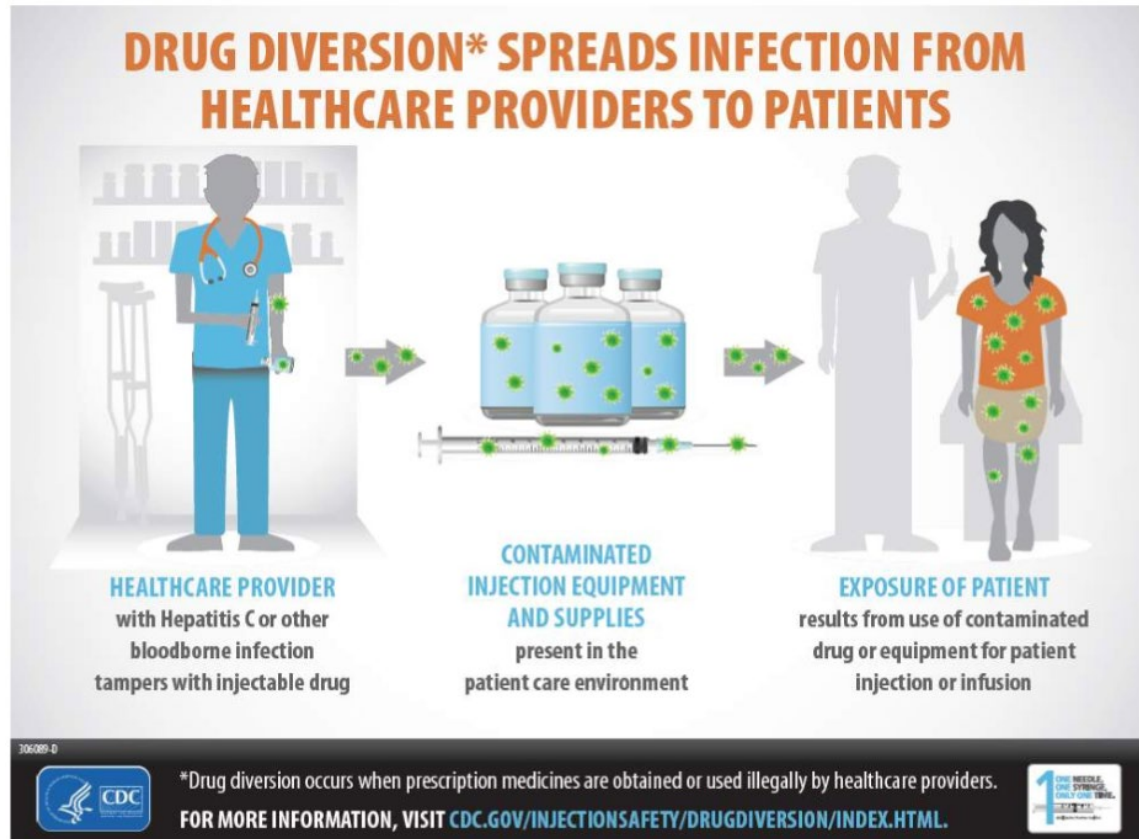 DRUG DIVERSION* SPREADS INFECTION FROM
HEALTHCARE PROVIDERS TO PATIENTS
HEALTHCARE PROVIDER
with Hepatitis C or other
bloodborne infection
tampers with injectable drug
CONTAMINATED
INJECTION EQUIPMENT
AND SUPPLIES
present in the
patient care environment
EXPOSURE OF PATIENT
results from use of contaminated
drug or equipment for patient
injection or infusion
306089-D
CDC
*Drug diversion occurs when prescription medicines are obtained or used illegally by healthcare providers.
FOR MORE INFORMATION, VISIT CDC.GOV/INJECTIONSAFETY/DRUGDIVERSION/INDEX.HTML.
1 ONE NEEDLE,
ONE SYRINGE,
ONLY ONE TIME.